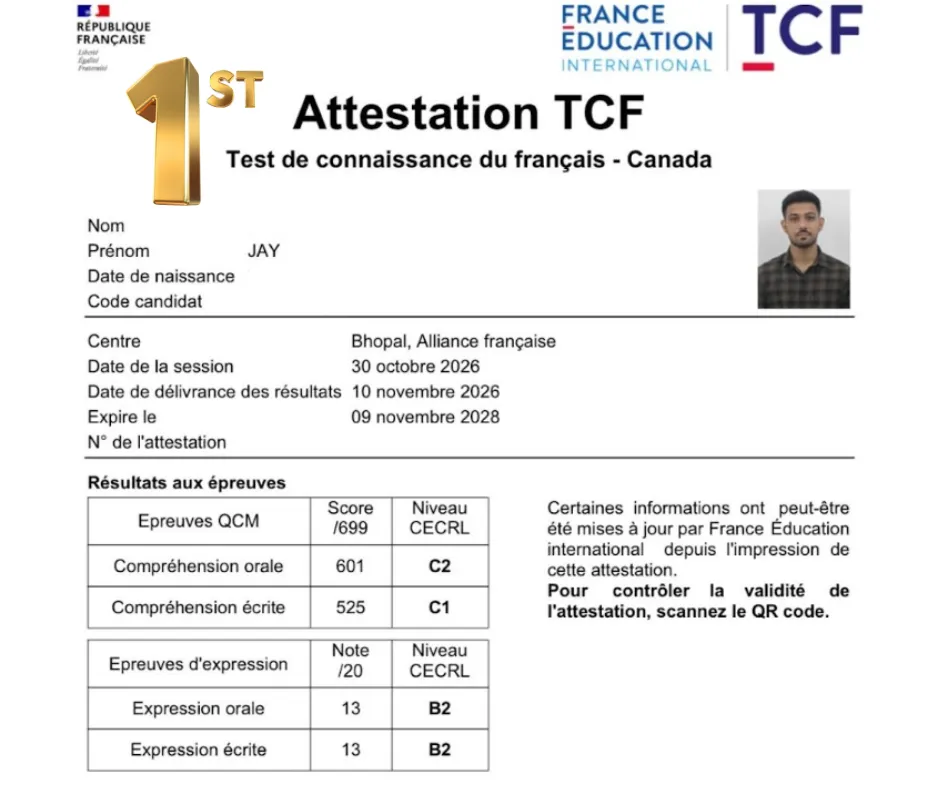 RÉPUBLIQUE
FRANÇAISE
Liberté
Égalité
Fraternité
FRANCE
ÉDUCATION
INTERNATIONAL
TCF
1ST
Attestation TCF
Test de connaissance du français - Canada
Nom
Prénom JAY
Date de naissance
Code candidat
Centre Bhopal, Alliance française
Date de la session 30 octobre 2026
Date de délivrance des résultats 10 novembre 2026
Expire le 09 novembre 2028
N° de l'attestation
Résultats aux épreuves
Epreuves QCM Score /699 Niveau CECRL
Compréhension orale 601 C2
Compréhension écrite 525 C1
Epreuves d'expression Note /20 Niveau CECRL
Expression orale 13 B2
Expression écrite 13 B2
Certaines informations ont peut-être
été mises à jour par France Éducation
international depuis l'impression de
cette attestation.
Pour contrôler la validité de
l'attestation, scannez le QR code.